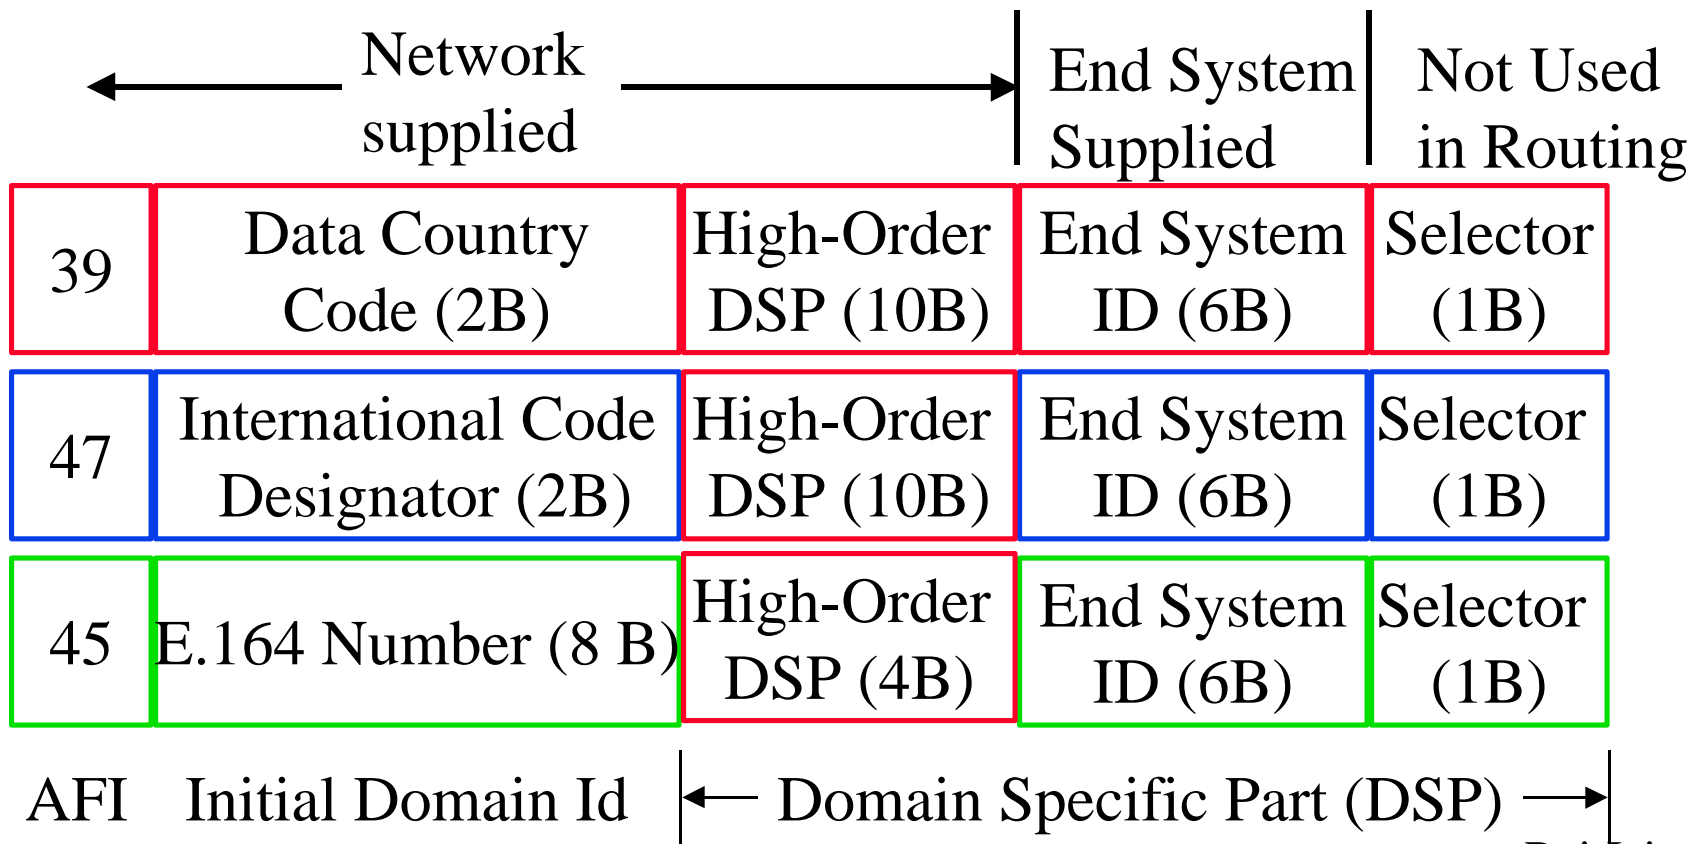 Network
supplied
End System
Supplied
Not Used
in Routing
39
Data Country
Code (2B)
High-Order
DSP (10B)
End System
ID (6B)
Selector
(1B)
47
International Code
Designator (2B)
High-Order
DSP (10B)
End System
ID (6B)
Selector
(1B)
45
E.164 Number (8 B)
High-Order
DSP (4B)
End System
ID (6B)
Selector
(1B)
AFI
Initial Domain Id
Domain Specific Part (DSP)